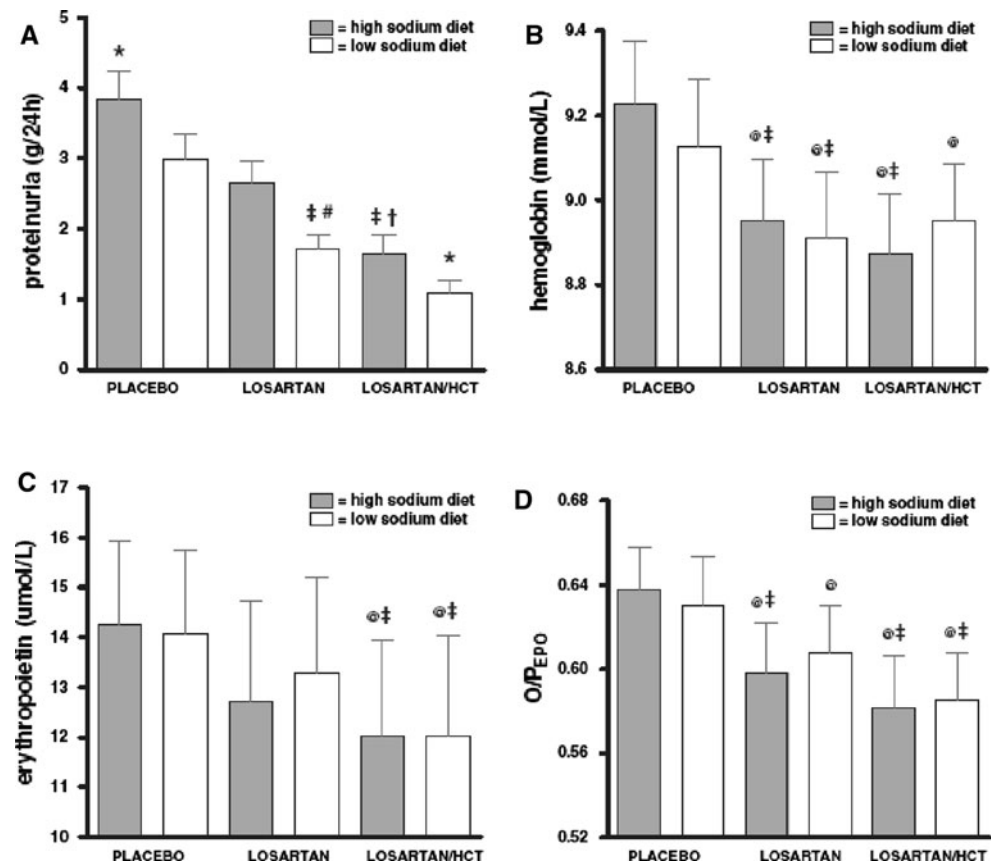 A
= high sodium diet
= low sodium diet
proteinuria (g/24h)
5
4
3
2
1
0
*
‡ #
‡ †
*
PLACEBO LOSARTAN LOSARTAN/HCT
B
= high sodium diet
= low sodium diet
hemoglobin (mmol/L)
9.4
9.2
9.0
8.8
8.6
@‡
@‡
@‡
@
PLACEBO LOSARTAN LOSARTAN/HCT
C
= high sodium diet
= low sodium diet
erythropoietin (umol/L)
17
16
15
14
13
12
11
10
@‡
@‡
PLACEBO LOSARTAN LOSARTAN/HCT
D
= high sodium diet
= low sodium diet
O/PEPO
0.68
0.64
0.60
0.56
0.52
@‡
@
@‡
@‡
PLACEBO LOSARTAN LOSARTAN/HCT